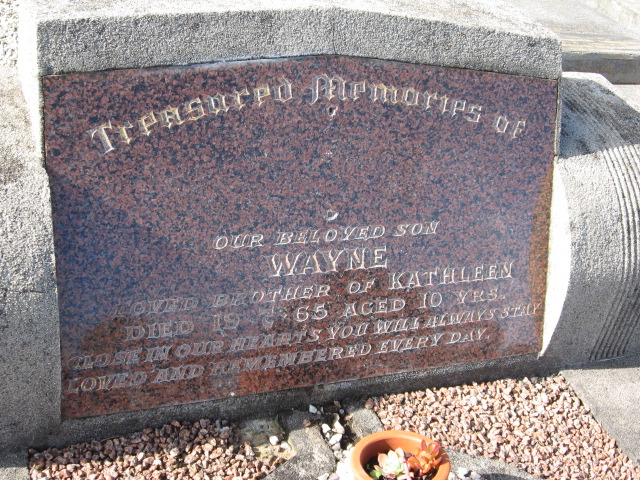 Treasured Memories of
OUR BELOVED SON
WAYNE
LOVED BROTHER OF KATHLEEN
DIED 65 AGED 10 YRS.
CLOSE IN OUR HEARTS YOU WILL ALWAYS STAY
LOVED AND REMEMBERED EVERY DAY.